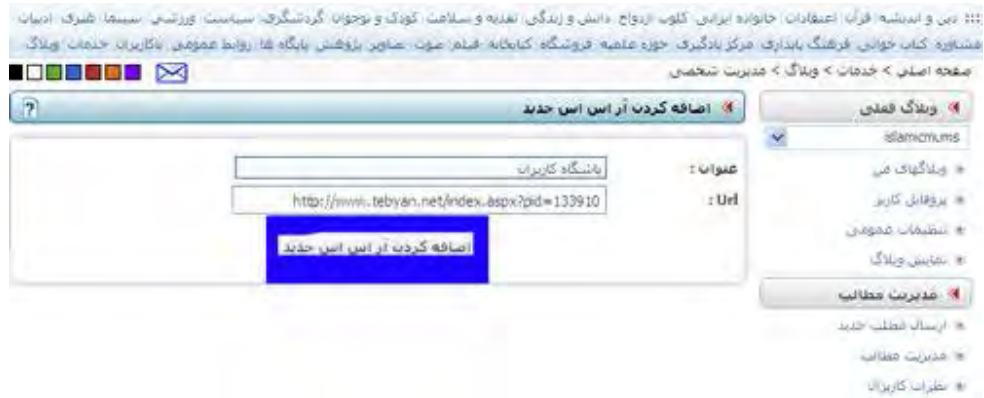 ::: دین و اندیشه قرآن اعتقادات خانواده ایرانی کلوب ازدواج دانش و زندگی تغذیه و سلامت کودک و نوجوان گردشگری سیاست ورزشی سینما هنری ادبیات
مشاوره کتاب خوانی فرهنگ پایداری مرکز یادگیری حوزه علمیه فروشگاه کتابخانه فیلم صوت تصاویر پژوهش پایگاه ها روابط عمومی باکاربران خدمات وبلاگ
صفحه اصلی > خدمات > وبلاگ > مدیریت شخصی
وبلاگ فعلی
islamicmums
وبلاگهای من
پروفایل کاربر
تنظیمات عمومی
نمایش وبلاگ
مدیریت مطالب
ارسال مطلب جدید
مدیریت مطالب
نظرات کاربران
اضافه کردن آر اس اس جدید
?
عنوان :
باشگاه کاربران
Url :
http://www.tebyan.net/index.aspx?pid=133910
اضافه کردن آر اس اس جدید